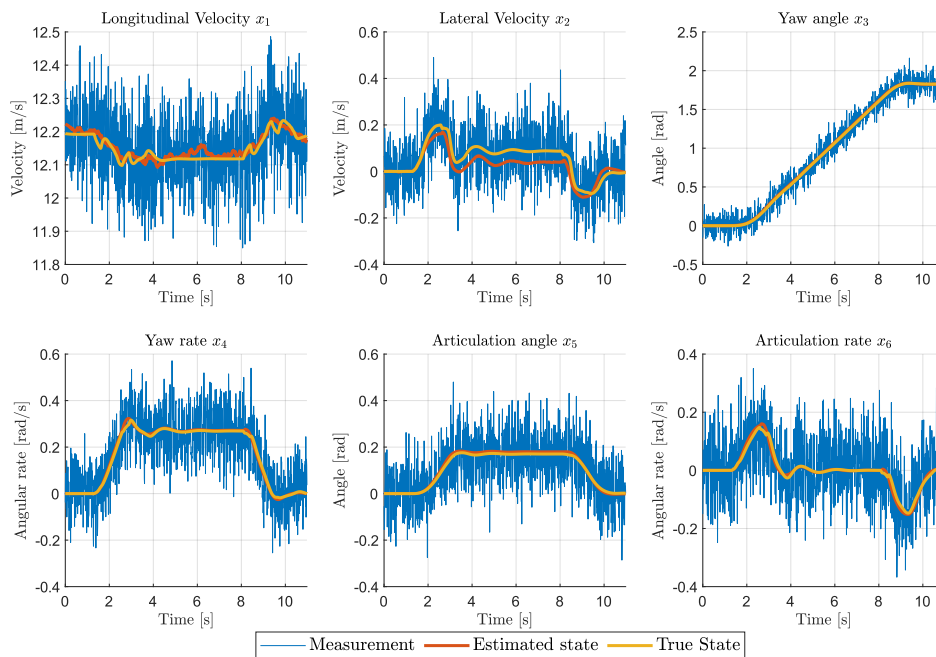 Longitudinal Velocity x₁
Velocity [m/s]
12.5
12.4
12.3
12.2
12.1
12
11.9
11.8
0 2 4 6 8 10
Time [s]
Lateral Velocity x₂
Velocity [m/s]
0.6
0.4
0.2
0
-0.2
-0.4
0 2 4 6 8 10
Time [s]
Yaw angle x₃
Angle [rad]
2.5
2
1.5
1
0.5
0
-0.5
0 2 4 6 8 10
Time [s]
Yaw rate x₄
Angular rate [rad/s]
0.6
0.4
0.2
0
-0.2
-0.4
0 2 4 6 8 10
Time [s]
Articulation angle x₅
Angle [rad]
0.6
0.4
0.2
0
-0.2
-0.4
0 2 4 6 8 10
Time [s]
Articulation rate x₆
Angular rate [rad/s]
0.4
0.2
0
-0.2
-0.4
0 2 4 6 8 10
Time [s]
Measurement Estimated state True State